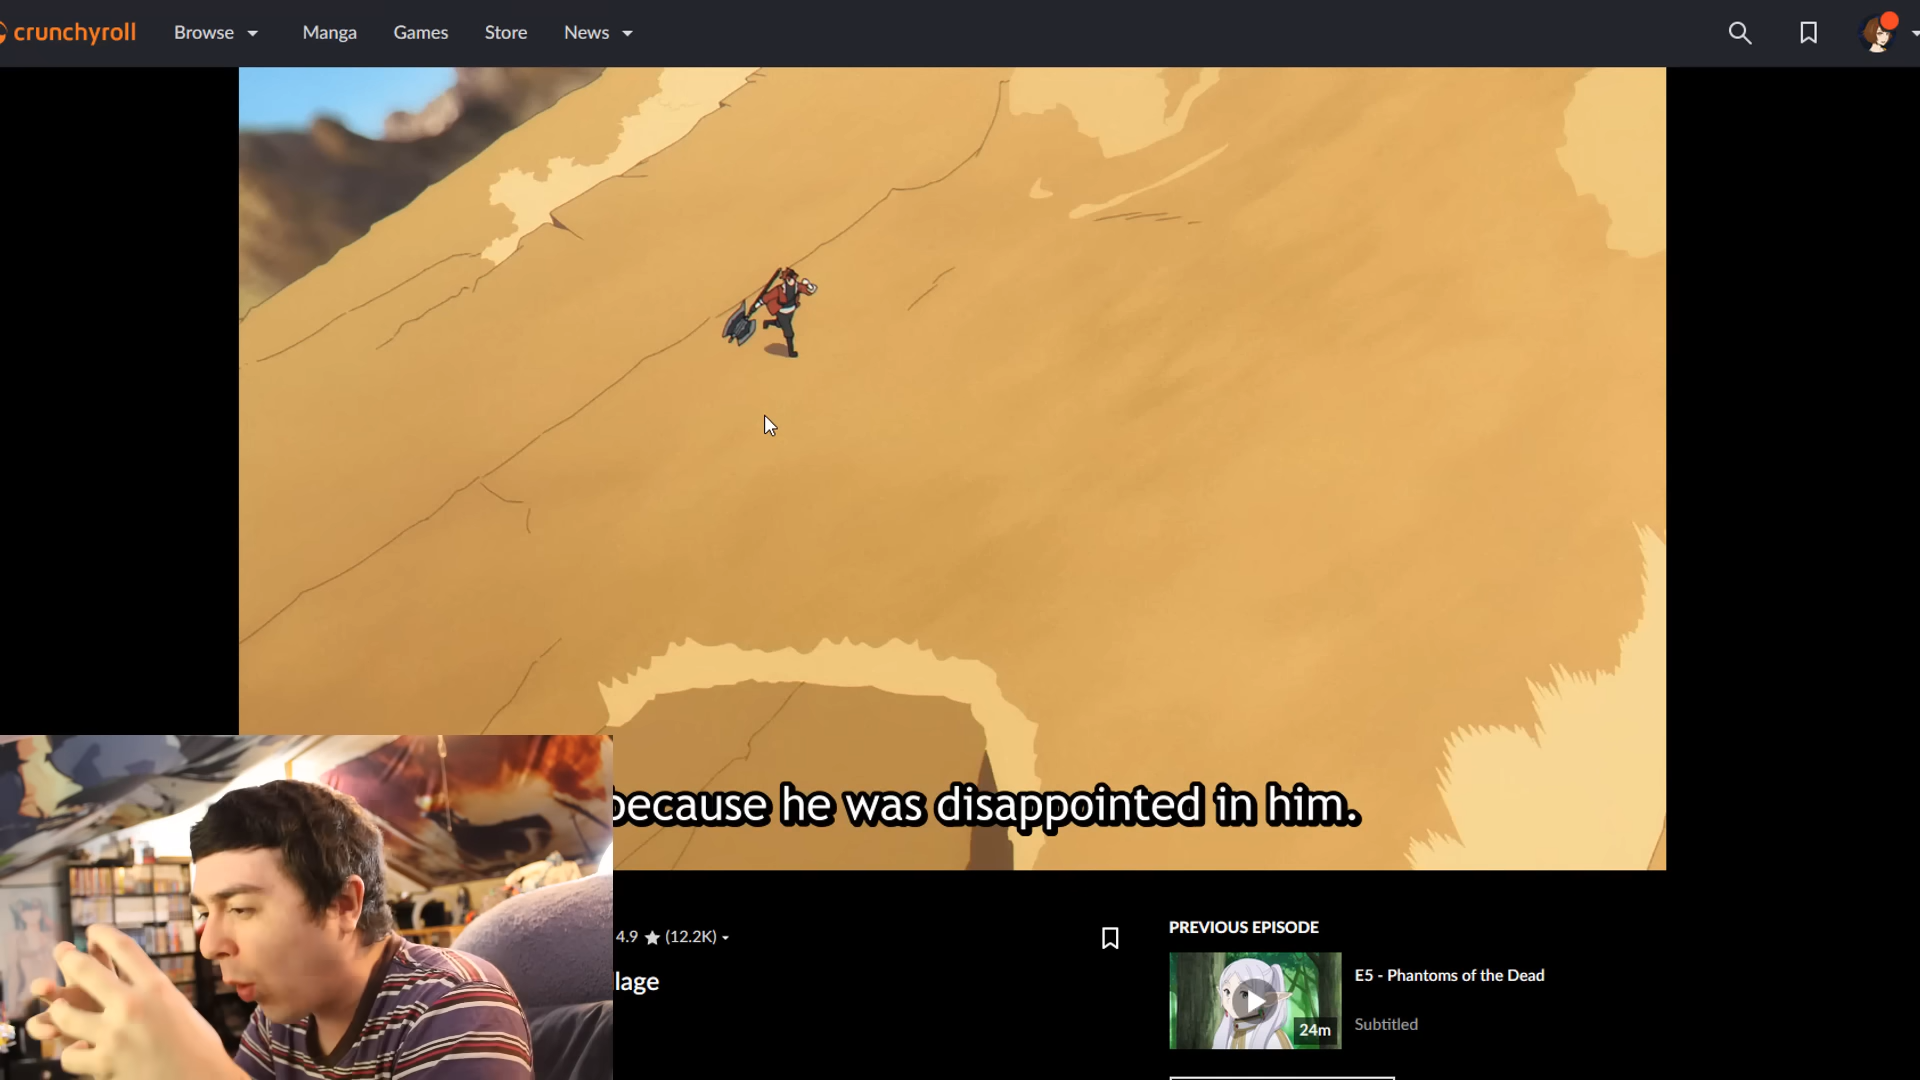 crunchyroll
Browse
Manga
Games
Store
News
because he was disappointed in him.
4.9 ★ (12.2K)
lage
PREVIOUS EPISODE
E5 - Phantoms of the Dead
24m
Subtitled